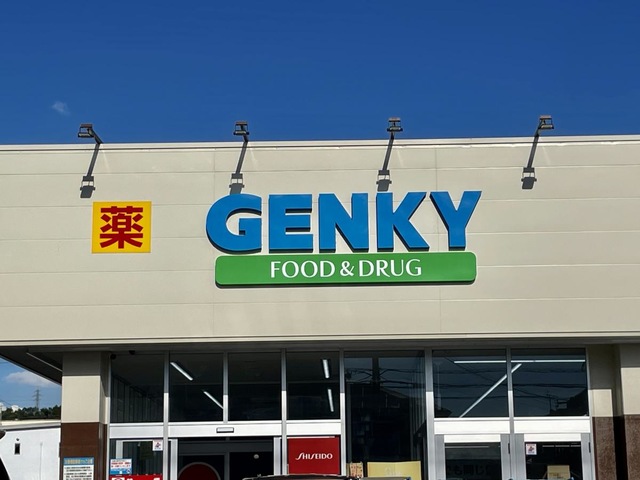 薬
GENKY
FOOD & DRUG
SHISEIDO